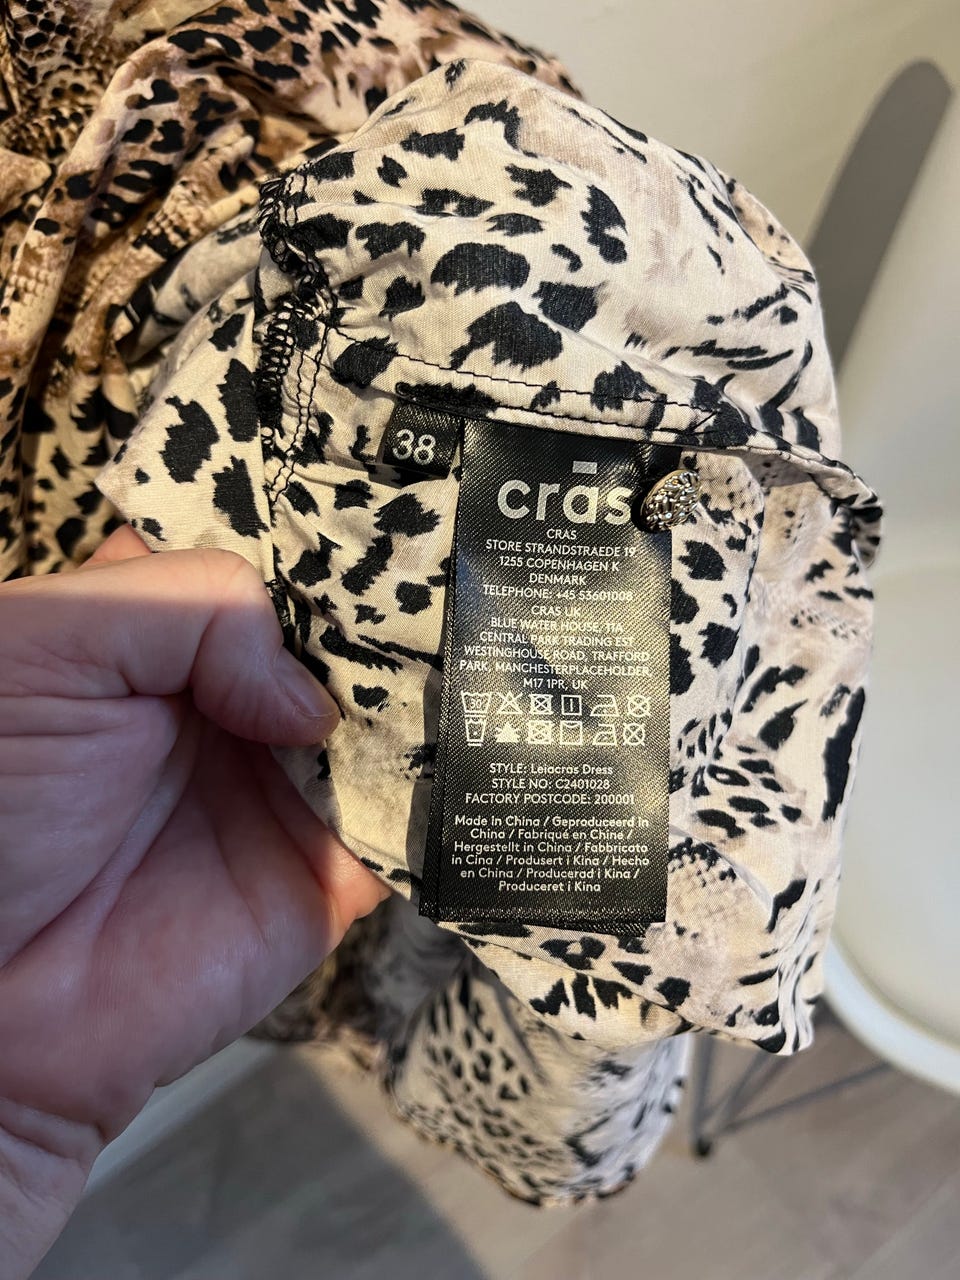 38
crās
CRAS
STORE STRANDSTRAEDE 19
1255 COPENHAGEN K
DENMARK
TELEPHONE: +45 53601008
CRAS UK
BLUE WATER HOUSE, 11A
CENTRAL PARK TRADING EST
WESTINGHOUSE ROAD, TRAFFORD
PARK, MANCHESTERPLACEHOLDER,
M17 1PR, UK
30
STYLE: Leiacras Dress
STYLE NO: C2401028
FACTORY POSTCODE: 200001
Made in China / Geproduceerd in
China / Fabriqué en Chine /
Hergestellt in China / Fabbricato
in Cina / Produsert i Kina / Hecho
en China / Producerad i Kina /
Produceret i Kina